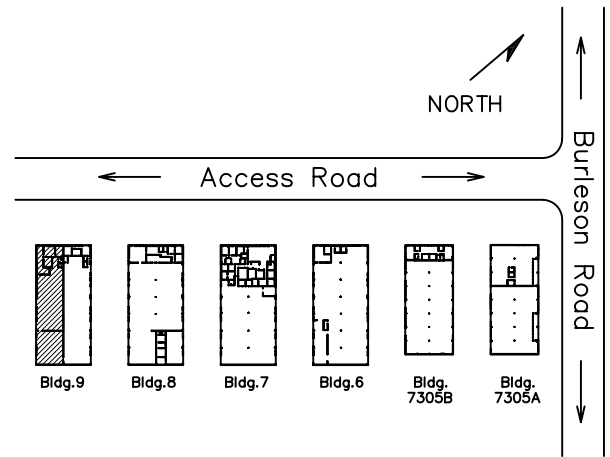 NORTH
Access Road
Burleson Road
Bldg.9
Bldg.8
Bldg.7
Bldg.6
Bldg.
7305B
Bldg.
7305A